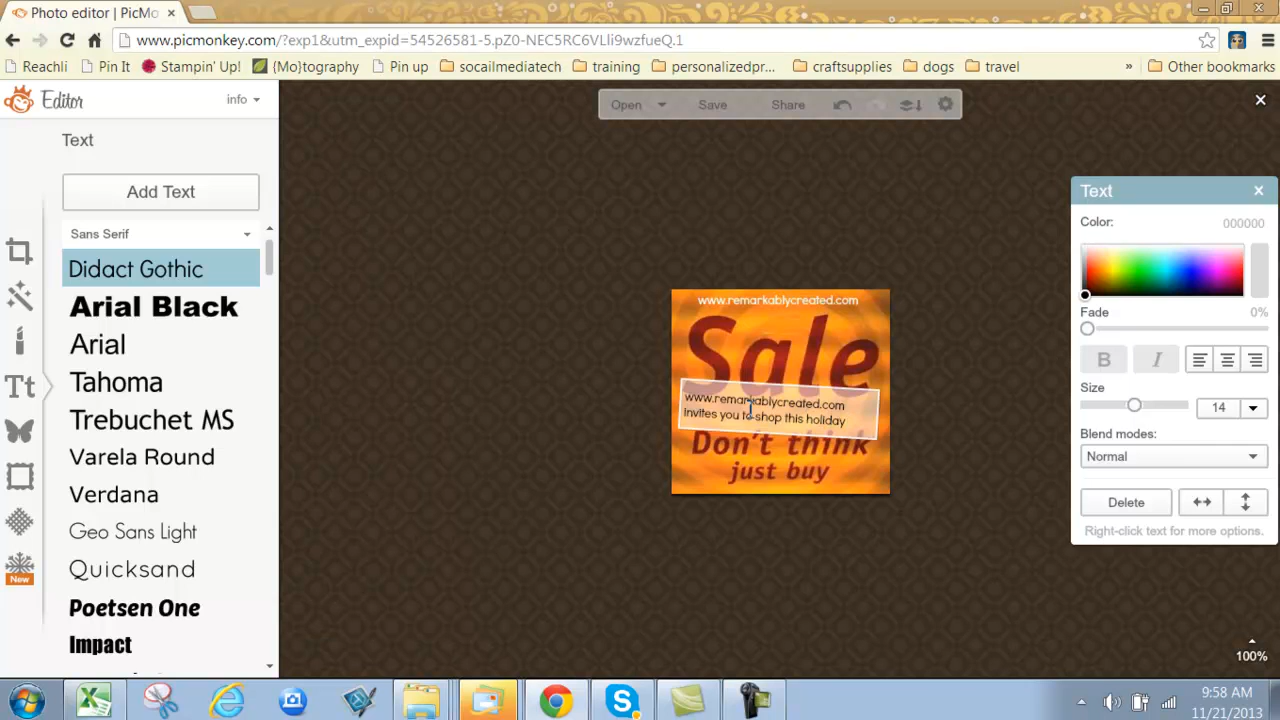 Photo editor | PicMo
www.picmonkey.com/?exp1&utm_expid=54526581-5.pZ0-NEC5RC6VLli9wzfueQ.1
Reachli
Pin It
Stampin' Up!
{Mo}tography
Pin up
socailmediatech
training
personalizedpr...
craftsupplies
dogs
travel
»
Other bookmarks
Editor
info
Open
Save
Share
Text
Add Text
Sans Serif
Didact Gothic
Arial Black
Arial
Tahoma
Trebuchet MS
Varela Round
Verdana
Geo Sans Light
Quicksand
Poetsen One
Impact
Tt
New
www.remarkablycreated.com
Sale
www.remarkablycreated.com
Invites you to shop this holiday
Don't think
just buy
Text
Color:
000000
Fade
0%
B
I
Size
14
Blend modes:
Normal
Delete
Right-click text for more options.
100%
9:58 AM
11/21/2013